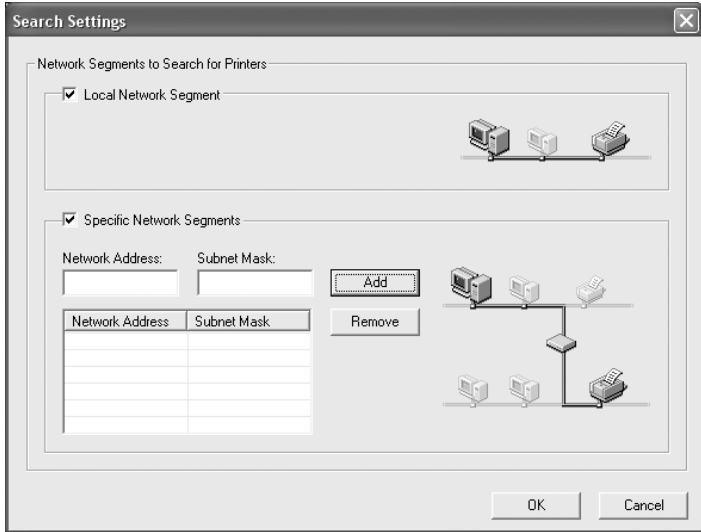 Search Settings
Network Segments to Search for Printers
Local Network Segment
Specific Network Segments
Network Address: Subnet Mask:
Add
Network Address Subnet Mask
Remove
OK Cancel